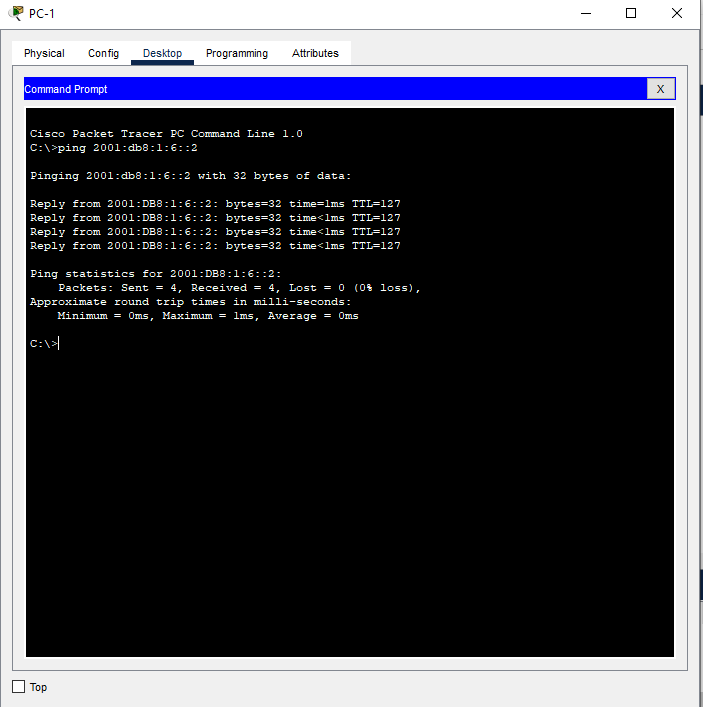 PC-1
Physical Config Desktop Programming Attributes
Command Prompt X
Cisco Packet Tracer PC Command Line 1.0
C:\>ping 2001:db8:1:6::2
Pinging 2001:db8:1:6::2 with 32 bytes of data:
Reply from 2001:DB8:1:6::2: bytes=32 time=1ms TTL=127
Reply from 2001:DB8:1:6::2: bytes=32 time<1ms TTL=127
Reply from 2001:DB8:1:6::2: bytes=32 time<1ms TTL=127
Reply from 2001:DB8:1:6::2: bytes=32 time<1ms TTL=127
Ping statistics for 2001:DB8:1:6::2:
    Packets: Sent = 4, Received = 4, Lost = 0 (0% loss),
Approximate round trip times in milli-seconds:
    Minimum = 0ms, Maximum = 1ms, Average = 0ms
C:\>
Top